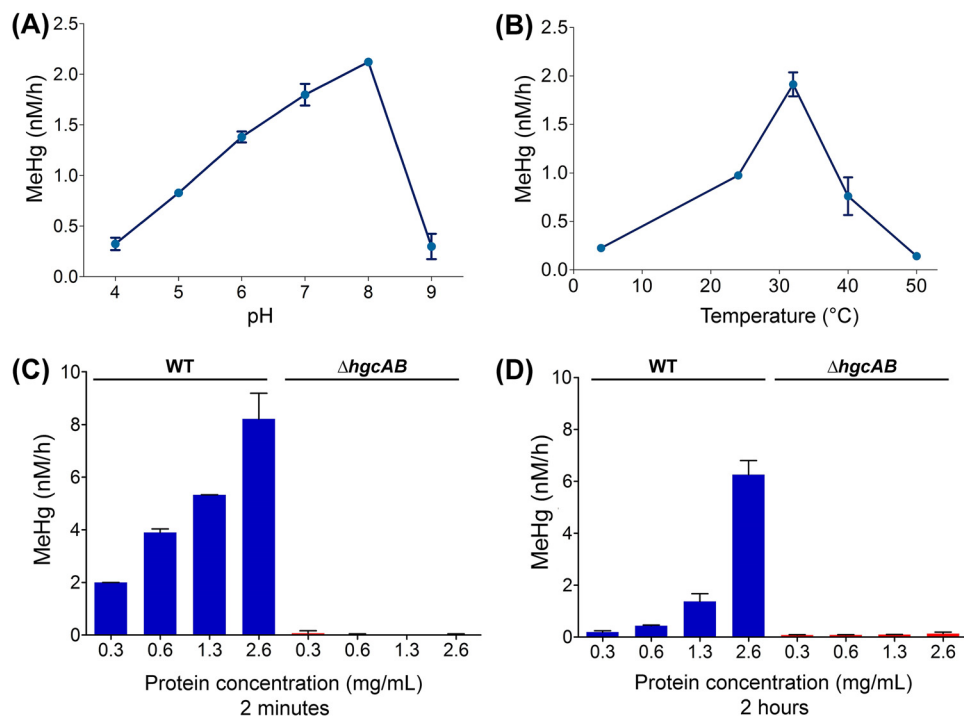 (A)
MeHg (nM/h)
2.5
2.0
1.5
1.0
0.5
0.0
4 5 6 7 8 9
pH
(B)
MeHg (nM/h)
2.5
2.0
1.5
1.0
0.5
0.0
0 10 20 30 40 50
Temperature (°C)
(C)
WT ΔhgcAB
MeHg (nM/h)
10
8
6
4
2
0
0.3 0.6 1.3 2.6 0.3 0.6 1.3 2.6
Protein concentration (mg/mL)
2 minutes
(D)
WT ΔhgcAB
MeHg (nM/h)
10
8
6
4
2
0
0.3 0.6 1.3 2.6 0.3 0.6 1.3 2.6
Protein concentration (mg/mL)
2 hours